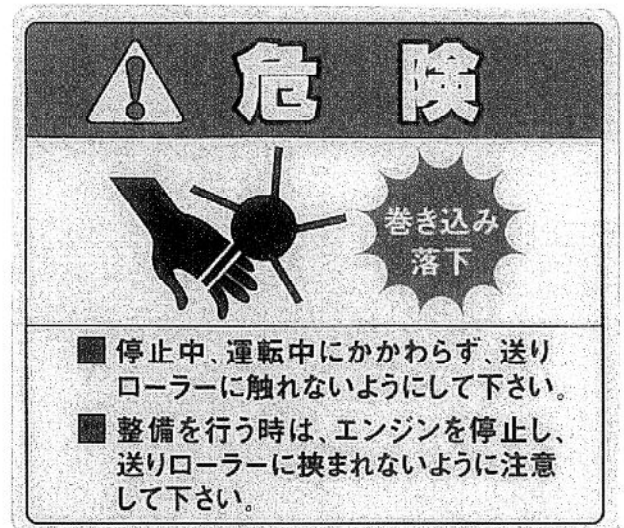 危険
巻き込み
落下
■ 停止中、運転中にかかわらず、送り
ローラーに触れないようにして下さい。
■ 整備を行う時は、エンジンを停止し、
送りローラーに挟まれないように注意
して下さい。